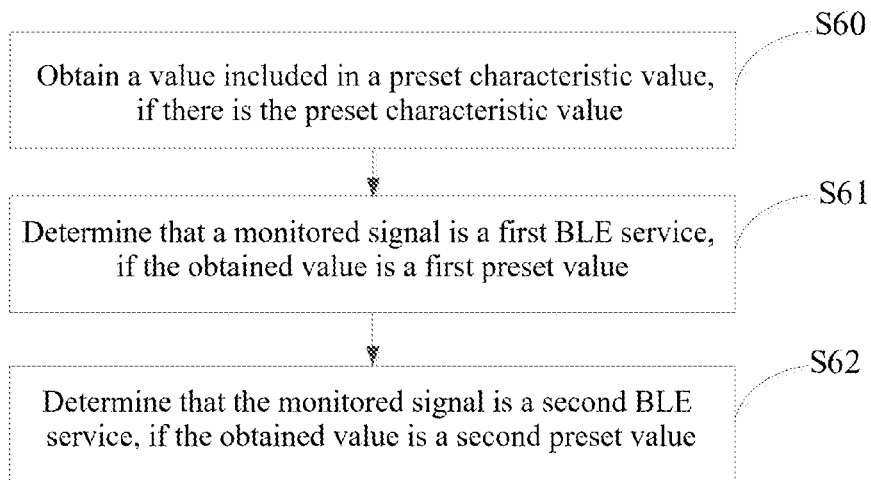 S60
Obtain a value included in a preset characteristic value,
if there is the preset characteristic value
S61
Determine that a monitored signal is a first BLE service,
if the obtained value is a first preset value
S62
Determine that the monitored signal is a second BLE
service, if the obtained value is a second preset value